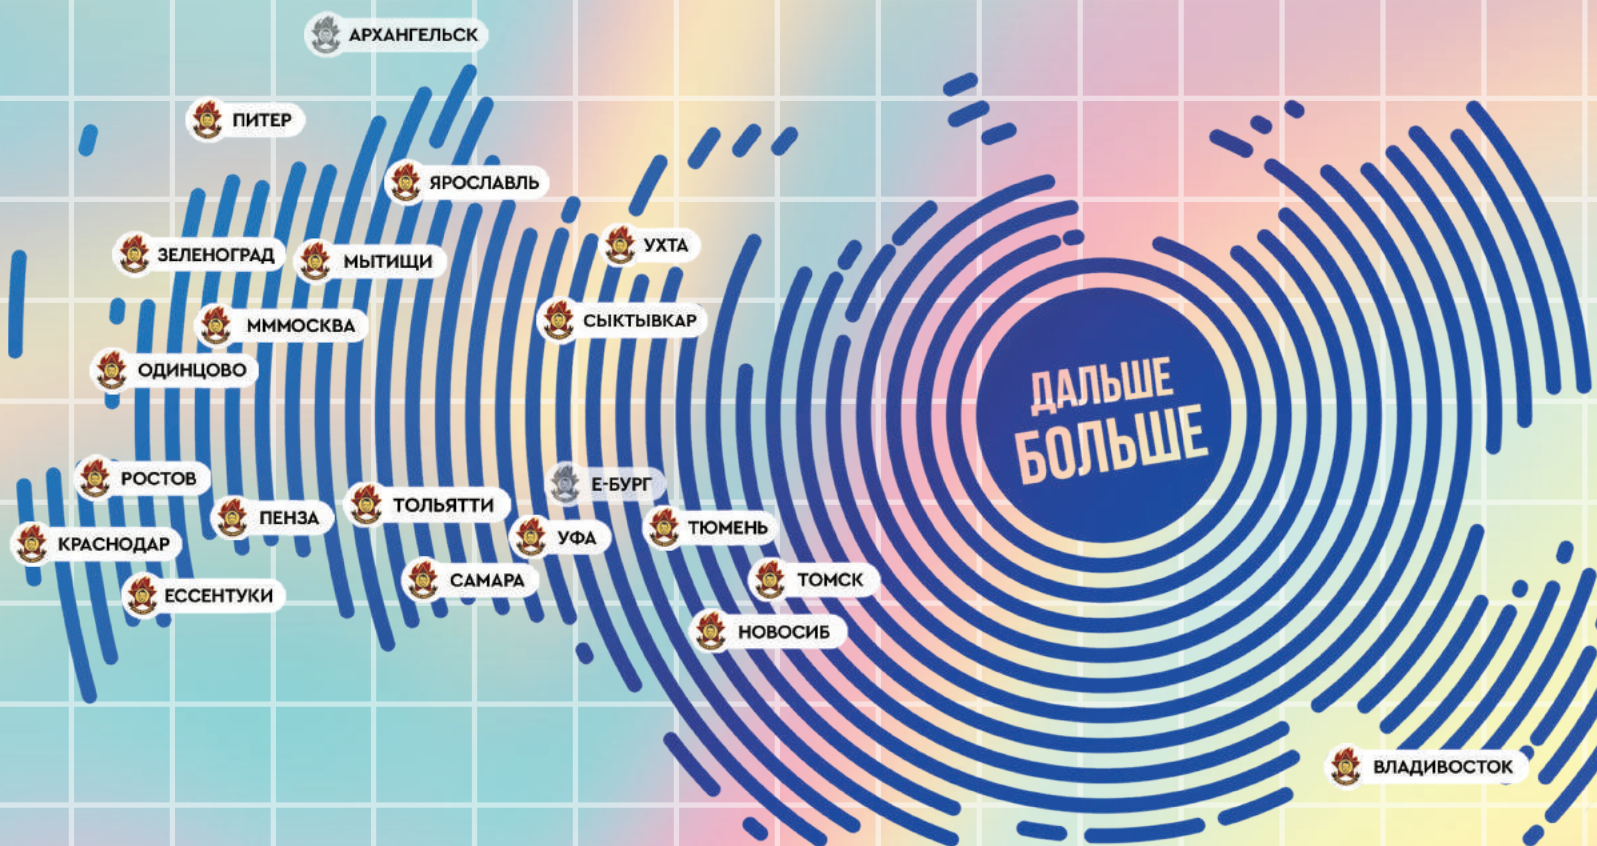 АРХАНГЕЛЬСК
ПИТЕР
ЯРОСЛАВЛЬ
ЗЕЛЕНОГРАД
МЫТИЩИ
УХТА
МММОСКВА
СЫКТЫВКАР
ОДИНЦОВО
ДАЛЬШЕ
БОЛЬШЕ
РОСТОВ
Е-БУРГ
ПЕНЗА
ТОЛЬЯТТИ
ТЮМЕНЬ
КРАСНОДАР
УФА
ЕССЕНТУКИ
САМАРА
ТОМСК
НОВОСИБ
ВЛАДИВОСТОК